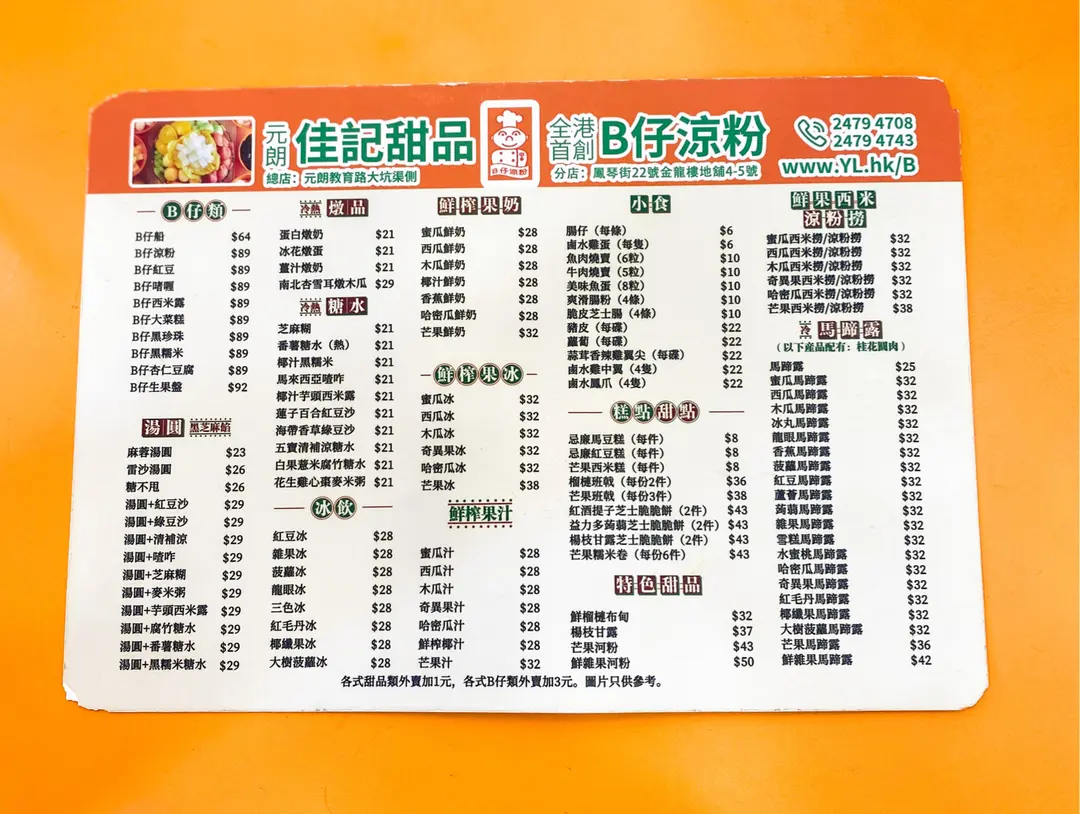 元朗 佳記甜品
總店：元朗教育路大坑渠側
B仔涼粉
全港首創 B仔涼粉
分店：鳳琴街22號金龍樓地舖4-5號
2479 4708
2479 4743
www.YL.hk/B
B仔類
B仔船 $64
B仔涼粉 $89
B仔紅豆 $89
B仔啫喱 $89
B仔西米露 $89
B仔大菜糕 $89
B仔黑珍珠 $89
B仔黑糯米 $89
B仔杏仁豆腐 $89
B仔生果盤 $92
湯圓 黑芝麻餡
麻蓉湯圓 $23
雷沙湯圓 $26
糖不甩 $26
湯圓+紅豆沙 $29
湯圓+綠豆沙 $29
湯圓+清補涼 $29
湯圓+喳咋 $29
湯圓+芝麻糊 $29
湯圓+麥米粥 $29
湯圓+芋頭西米露 $29
湯圓+腐竹糖水 $29
湯圓+番薯糖水 $29
湯圓+黑糯米糖水 $29
冷熱 燉品
蛋白燉奶 $21
冰花燉蛋 $21
薑汁燉奶 $21
南北杏雪耳燉木瓜 $29
冷熱 糖水
芝麻糊 $21
番薯糖水（熱） $21
椰汁黑糯米 $21
馬來西亞喳咋 $21
椰汁芋頭西米露 $21
蓮子百合紅豆沙 $21
海帶香草綠豆沙 $21
五寶清補涼糖水 $21
白果薏米腐竹糖水 $21
花生雞心棗麥米粥 $21
冰飲
紅豆冰 $28
雜果冰 $28
菠蘿冰 $28
龍眼冰 $28
三色冰 $28
紅毛丹冰 $28
椰纖果冰 $28
大樹菠蘿冰 $28
鮮榨果奶
蜜瓜鮮奶 $28
西瓜鮮奶 $28
木瓜鮮奶 $28
椰汁鮮奶 $28
香蕉鮮奶 $28
哈密瓜鮮奶 $28
芒果鮮奶 $32
鮮榨果冰
蜜瓜冰 $32
西瓜冰 $32
木瓜冰 $32
奇異果冰 $32
哈密瓜冰 $32
芒果冰 $38
鮮榨果汁
蜜瓜汁 $28
西瓜汁 $28
木瓜汁 $28
奇異果汁 $28
哈密瓜汁 $28
鮮榨椰汁 $28
芒果汁 $32
小食
腸仔（每條） $6
鹵水雞蛋（每隻） $6
魚肉燒賣（6粒） $10
牛肉燒賣（5粒） $10
美味魚蛋（8粒） $10
爽滑腸粉（4條） $10
脆皮芝士腸（4條） $10
豬皮（每碟） $22
蘿蔔（每碟） $22
蒜茸香辣雞翼尖（每碟） $22
鹵水雞中翼（4隻） $22
鹵水鳳爪（4隻） $22
糕點甜點
忌廉馬豆糕（每件） $8
忌廉紅豆糕（每件） $8
芒果西米糕（每件） $8
榴槤班戟（每份2件） $36
芒果班戟（每份3件） $38
紅酒提子芝士脆脆餅（2件） $43
益力多蒟蒻芝士脆脆餅（2件） $43
楊枝甘露芝士脆脆餅（2件） $43
芒果糯米卷（每份6件） $43
特色甜品
鮮榴槤布甸 $32
楊枝甘露 $37
芒果河粉 $43
鮮雜果河粉 $50
鮮果西米
涼粉撈
蜜瓜西米撈/涼粉撈 $32
西瓜西米撈/涼粉撈 $32
木瓜西米撈/涼粉撈 $32
奇異果西米撈/涼粉撈 $32
哈密瓜西米撈/涼粉撈 $32
芒果西米撈/涼粉撈 $38
冷 馬蹄露
（以下產品配有：桂花圓肉）
馬蹄露 $25
蜜瓜馬蹄露 $32
西瓜馬蹄露 $32
木瓜馬蹄露 $32
冰丸馬蹄露 $32
龍眼馬蹄露 $32
香蕉馬蹄露 $32
菠蘿馬蹄露 $32
紅豆馬蹄露 $32
蘆薈馬蹄露 $32
蒟蒻馬蹄露 $32
雜果馬蹄露 $32
雪糕馬蹄露 $32
水蜜桃馬蹄露 $32
哈密瓜馬蹄露 $32
奇異果馬蹄露 $32
紅毛丹馬蹄露 $32
椰纖果馬蹄露 $32
大樹菠蘿馬蹄露 $32
芒果馬蹄露 $36
鮮雜果馬蹄露 $42
各式甜品類外賣加1元，各式B仔類外賣加3元。圖片只供參考。